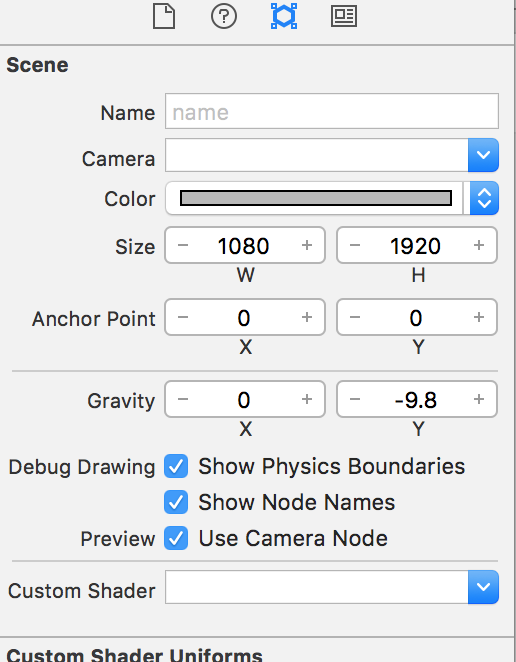 Scene
Name name
Camera
Color
Size − 1080 + − 1920 +
W H
Anchor Point − 0 + − 0 +
X Y
Gravity − 0 + − -9.8 +
X Y
Debug Drawing Show Physics Boundaries
Show Node Names
Preview Use Camera Node
Custom Shader
Custom Shader Uniforms